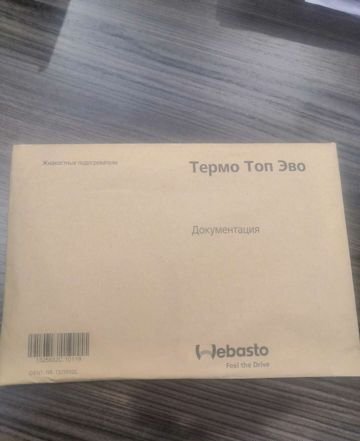 Жидкостные подогреватели
Термо Топ Эво
Документация
Webasto
Feel the Drive